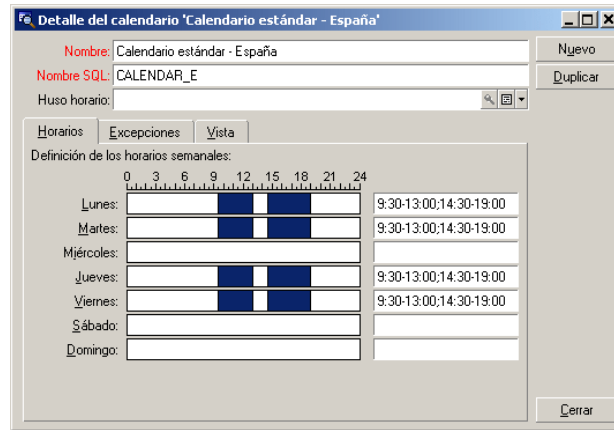 Detalle del calendario 'Calendario estándar - España'
Nombre: Calendario estándar - España
Nuevo
Nombre SQL: CALENDAR_E
Duplicar
Huso horario:
Horarios Excepciones Vista
Definición de los horarios semanales:
0 3 6 9 12 15 18 21 24
Lunes: 9:30-13:00;14:30-19:00
Martes: 9:30-13:00;14:30-19:00
Mjércoles:
Jueves: 9:30-13:00;14:30-19:00
Viernes: 9:30-13:00;14:30-19:00
Sábado:
Domingo:
Cerrar